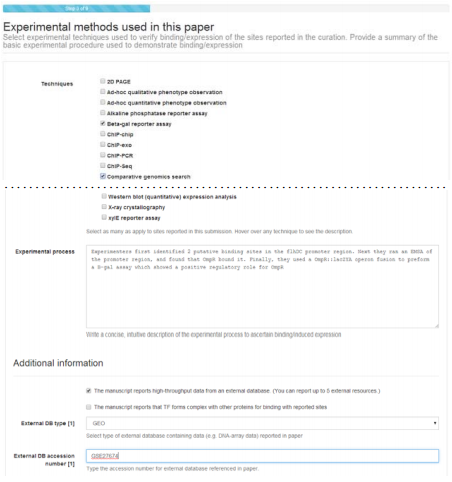 Step 3 of 8
Experimental methods used in this paper
Select experimental techniques used to verify binding/expression of the sites reported in the curation. Provide a summary of the
basic experimental procedure used to demonstrate binding/expression
Techniques
2D PAGE
Ad-hoc qualitative phenotype observation
Ad-hoc quantitative phenotype observation
Alkaline phosphatase reporter assay
Beta-gal reporter assay
ChIP-chip
ChIP-exo
ChIP-PCR
ChIP-Seq
Comparative genomics search
Western blot (quantitative) expression analysis
X-ray crystallography
xylE reporter assay
Select as many as apply to sites reported in this submission. Hover over any technique to see the description.
Experimental process
Experimenters first identified 2 putative binding sites in the promoter region. Next they ran an EMSA of
the promoter region, and found that OmpR bound it. Finally, they used a operon fusion to preform
a B-gal assay which showed a positive regulatory role for OmpR
Write a concise, intuitive description of the experimental process to ascertain binding/induced expression
Additional information
The manuscript reports high-throughput data from an external database. (You can report up to 5 external resources.)
The manuscript reports that TF forms complex with other proteins for binding with reported sites
External DB type [1]
GEO
Select type of external database containing data (e.g. DNA-array data) reported in paper
External DB accession
number [1]
GSE27674
Type the accession number for external database referenced in paper.